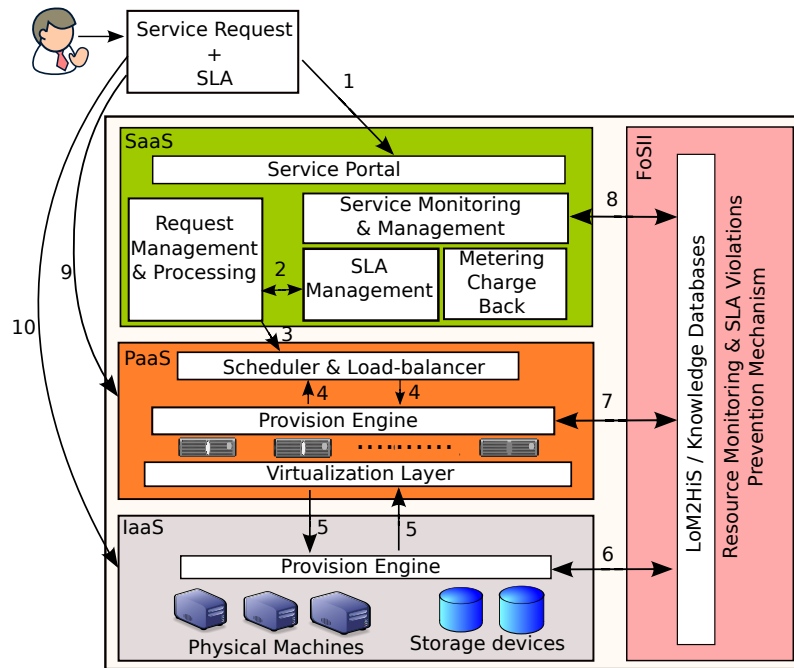 Service Request
+
SLA
1
SaaS
Service Portal
Request
Management
& Processing
Service Monitoring
& Management
2
SLA
Management
Metering
Charge
Back
8
9
10
3
PaaS
Scheduler & Load-balancer
4
4
Provision Engine
7
Virtualization Layer
5
5
IaaS
Provision Engine
6
Physical Machines
Storage devices
FoSII
LoM2HiS / Knowledge Databases
Resource Monitoring & SLA Violations
Prevention Mechanism